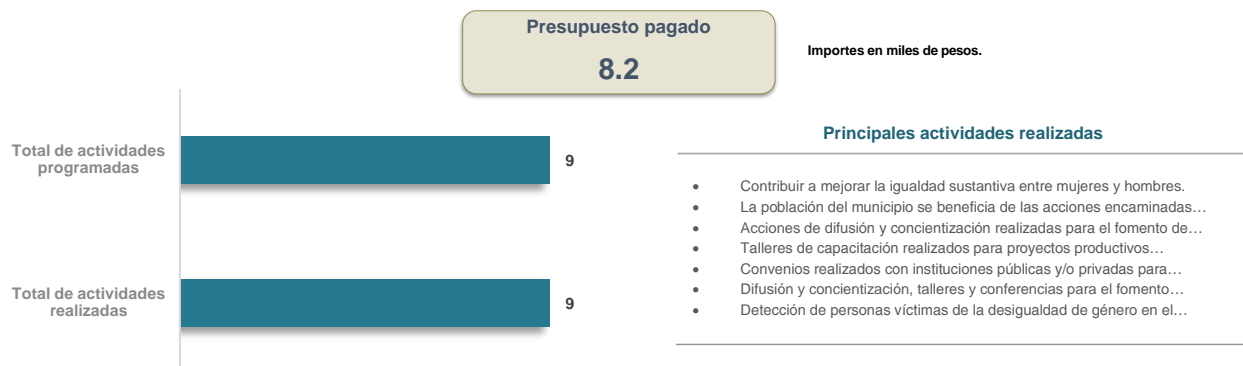 Presupuesto pagado
8.2
Importes en miles de pesos.
Total de actividades
programadas
9
Total de actividades
realizadas
9
Principales actividades realizadas
• Contribuir a mejorar la igualdad sustantiva entre mujeres y hombres.
• La población del municipio se beneficia de las acciones encaminadas…
• Acciones de difusión y concientización realizadas para el fomento de…
• Talleres de capacitación realizados para proyectos productivos…
• Convenios realizados con instituciones públicas y/o privadas para…
• Difusión y concientización, talleres y conferencias para el fomento…
• Detección de personas víctimas de la desigualdad de género en el…